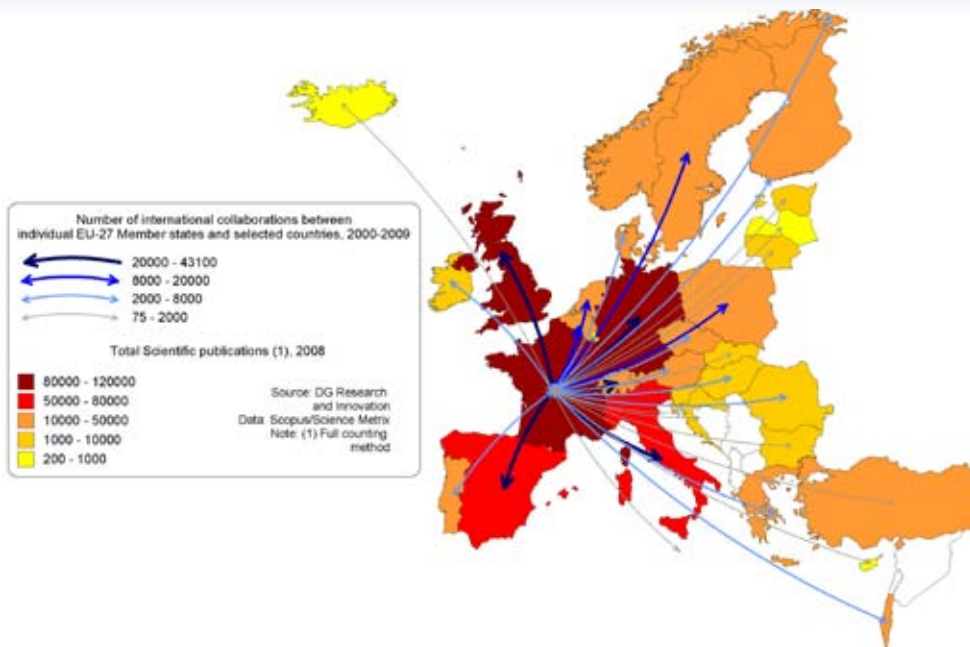 Number of international collaborations between
individual EU-27 Member states and selected countries, 2000-2009
20000 - 43100
8000 - 20000
2000 - 8000
75 - 2000
Total Scientific publications (1), 2008
80000 - 120000
50000 - 80000
10000 - 50000
1000 - 10000
200 - 1000
Source: DG Research
and Innovation
Data: Scopus/Science Metrix
Note: (1) Full counting
method